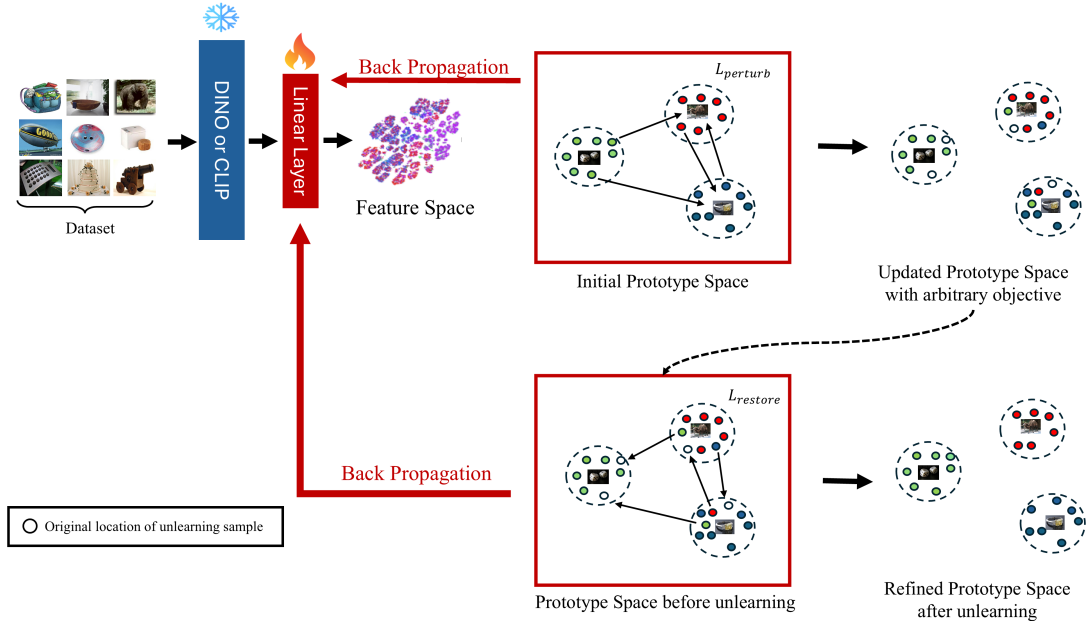 DINO or CLIP
Linear Layer
Back Propagation
L_perturb
Dataset
Feature Space
Initial Prototype Space
Updated Prototype Space
with arbitrary objective
L_restore
Back Propagation
Original location of unlearning sample
Prototype Space before unlearning
Refined Prototype Space
after unlearning